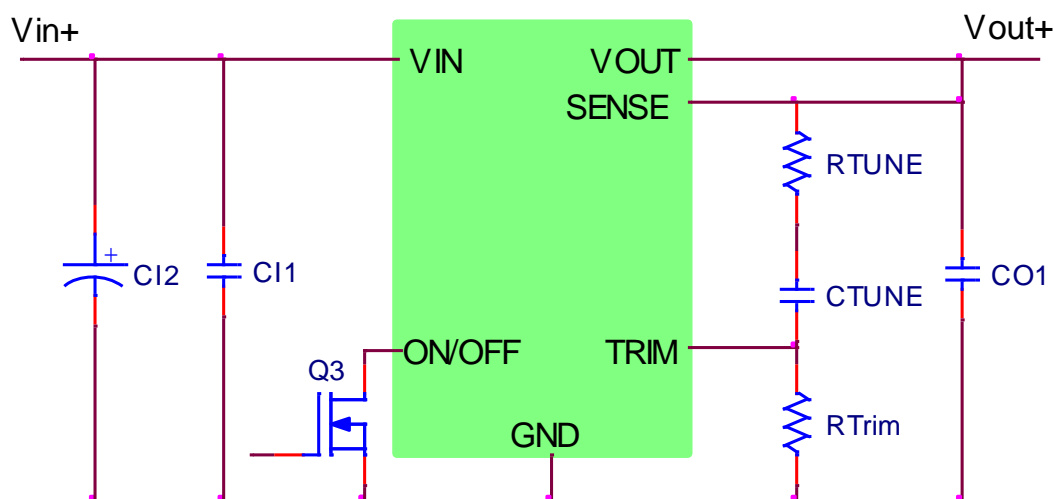 Vin+
Vout+
VIN
VOUT
SENSE
RTUNE
+
CI2
CI1
CTUNE
CO1
ON/OFF
TRIM
Q3
RTrim
GND